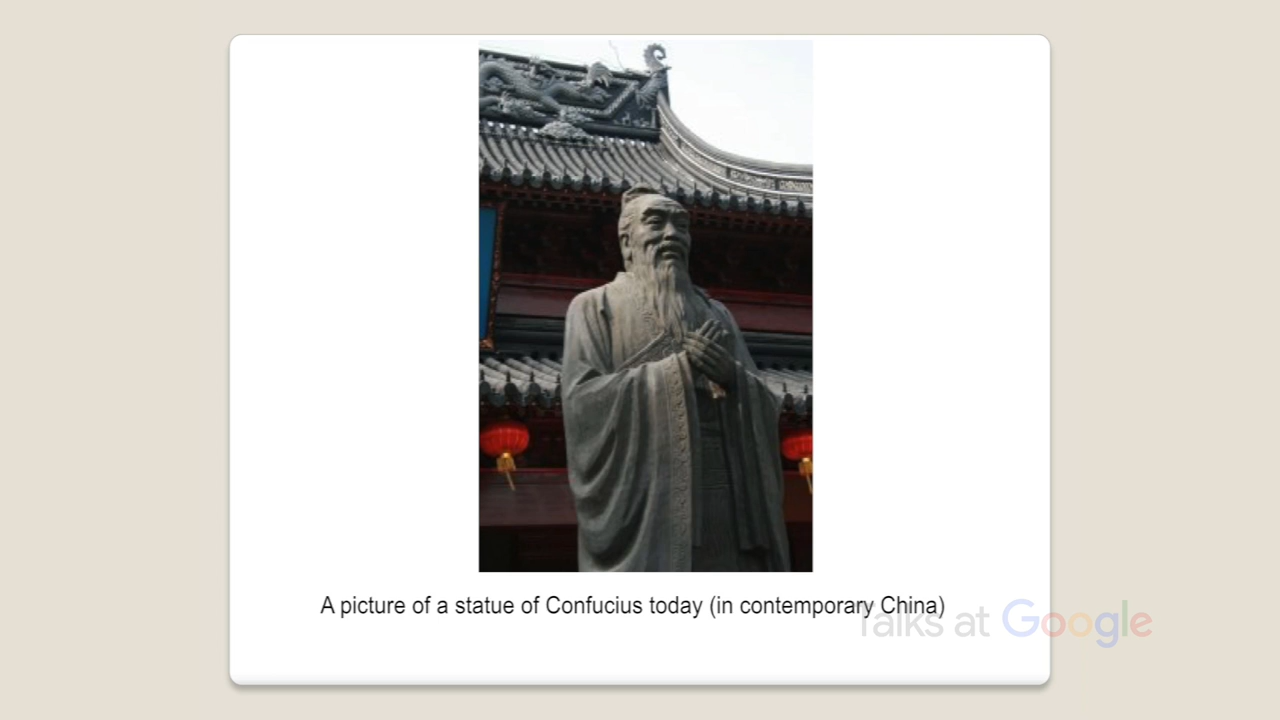 A picture of a statue of Confucius today (in contemporary China)
Talks at Google